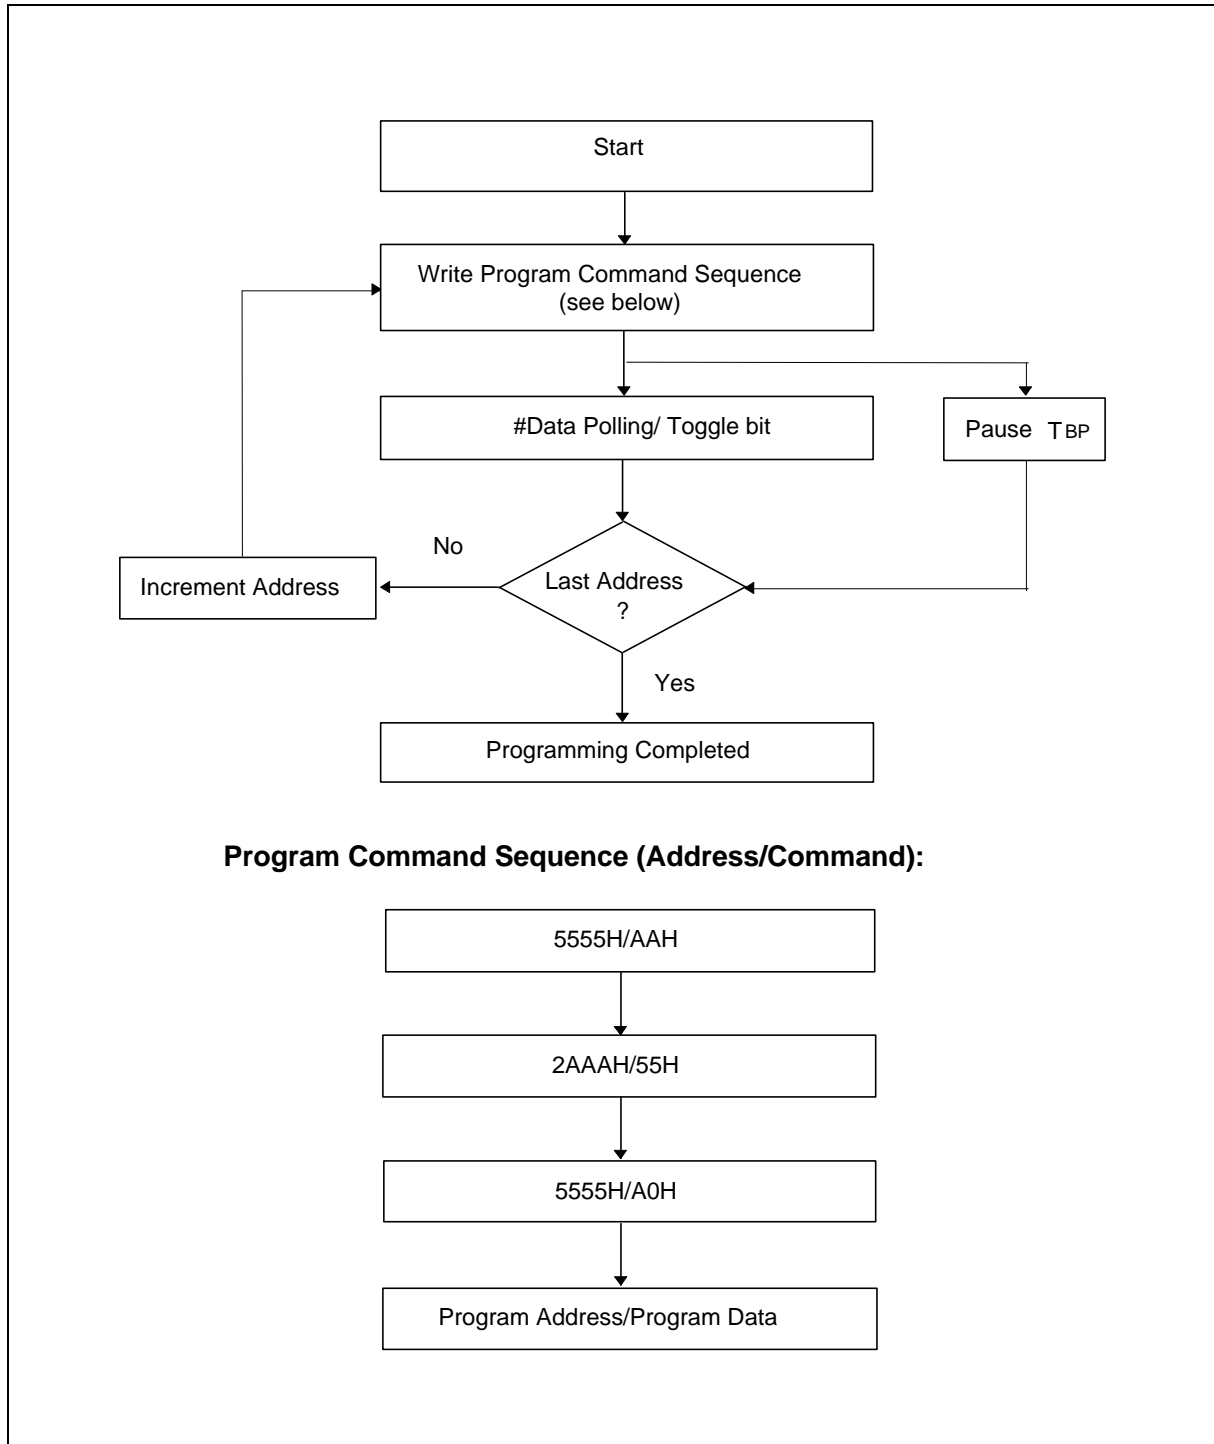 Start
Write Program Command Sequence
(see below)
#Data Polling/ Toggle bit
Pause TBP
No
Increment Address
Last Address
?
Yes
Programming Completed
Program Command Sequence (Address/Command):
5555H/AAH
2AAAH/55H
5555H/A0H
Program Address/Program Data